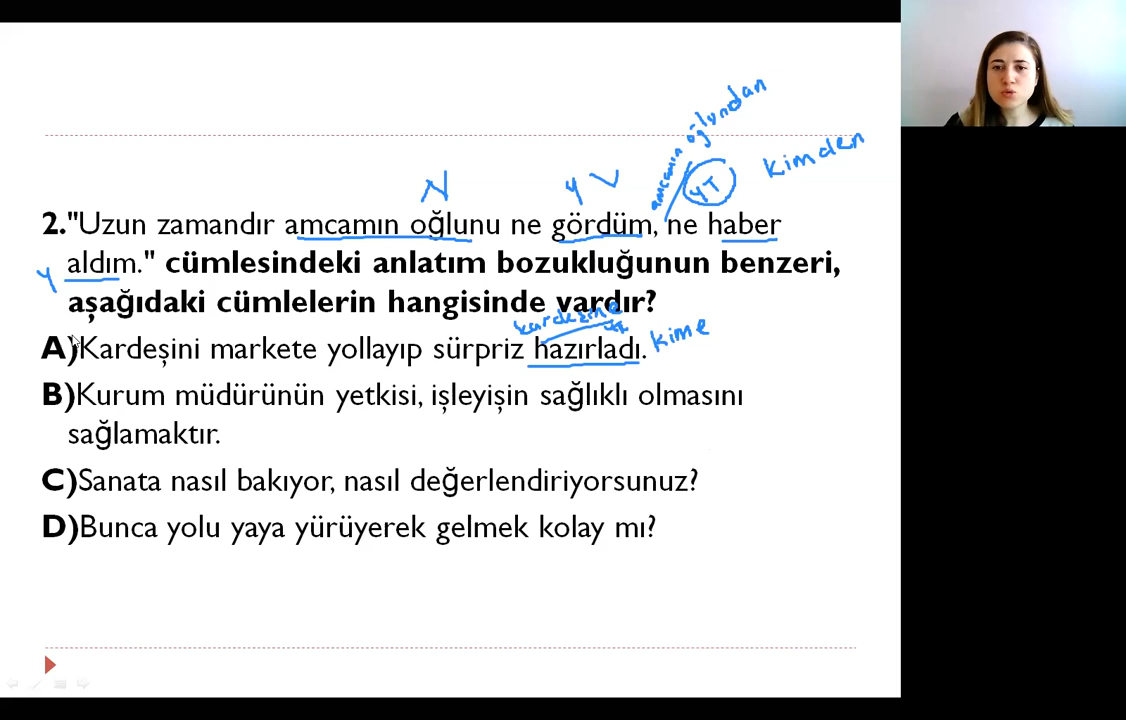 amcamın oğlundan
kimden
N
y V
YT
2."Uzun zamandır amcamın oğlunu ne gördüm, ne haber
Y
aldım." cümlesindeki anlatım bozukluğunun benzeri,
aşağıdaki cümlelerin hangisinde vardır?
kardeşine
kime
A)Kardeşini markete yollayıp sürpriz hazırladı.
B)Kurum müdürünün yetkisi, işleyişin sağlıklı olmasını
sağlamaktır.
C)Sanata nasıl bakıyor, nasıl değerlendiriyorsunuz?
D)Bunca yolu yaya yürüyerek gelmek kolay mı?